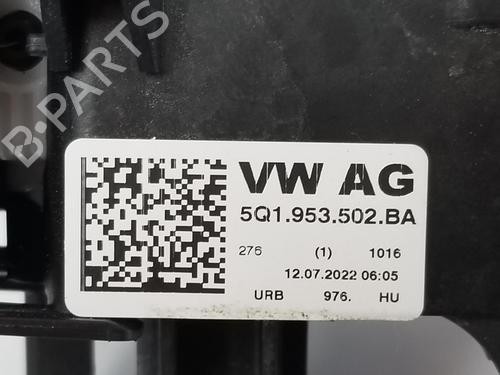 B-PARTS
VW AG
5Q1.953.502.BA
276 (1) 1016
12.07.2022 06:05
URB 976. HU